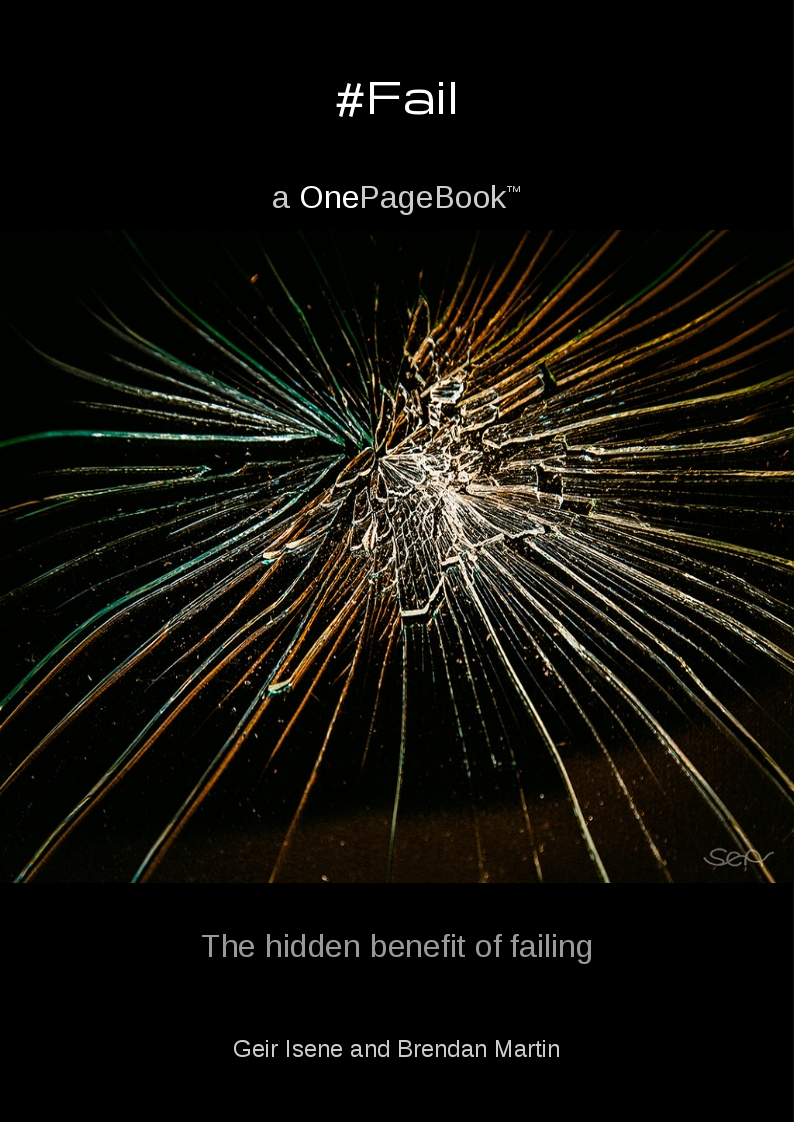 #Fail
a OnePageBook™
The hidden benefit of failing
Geir Isene and Brendan Martin